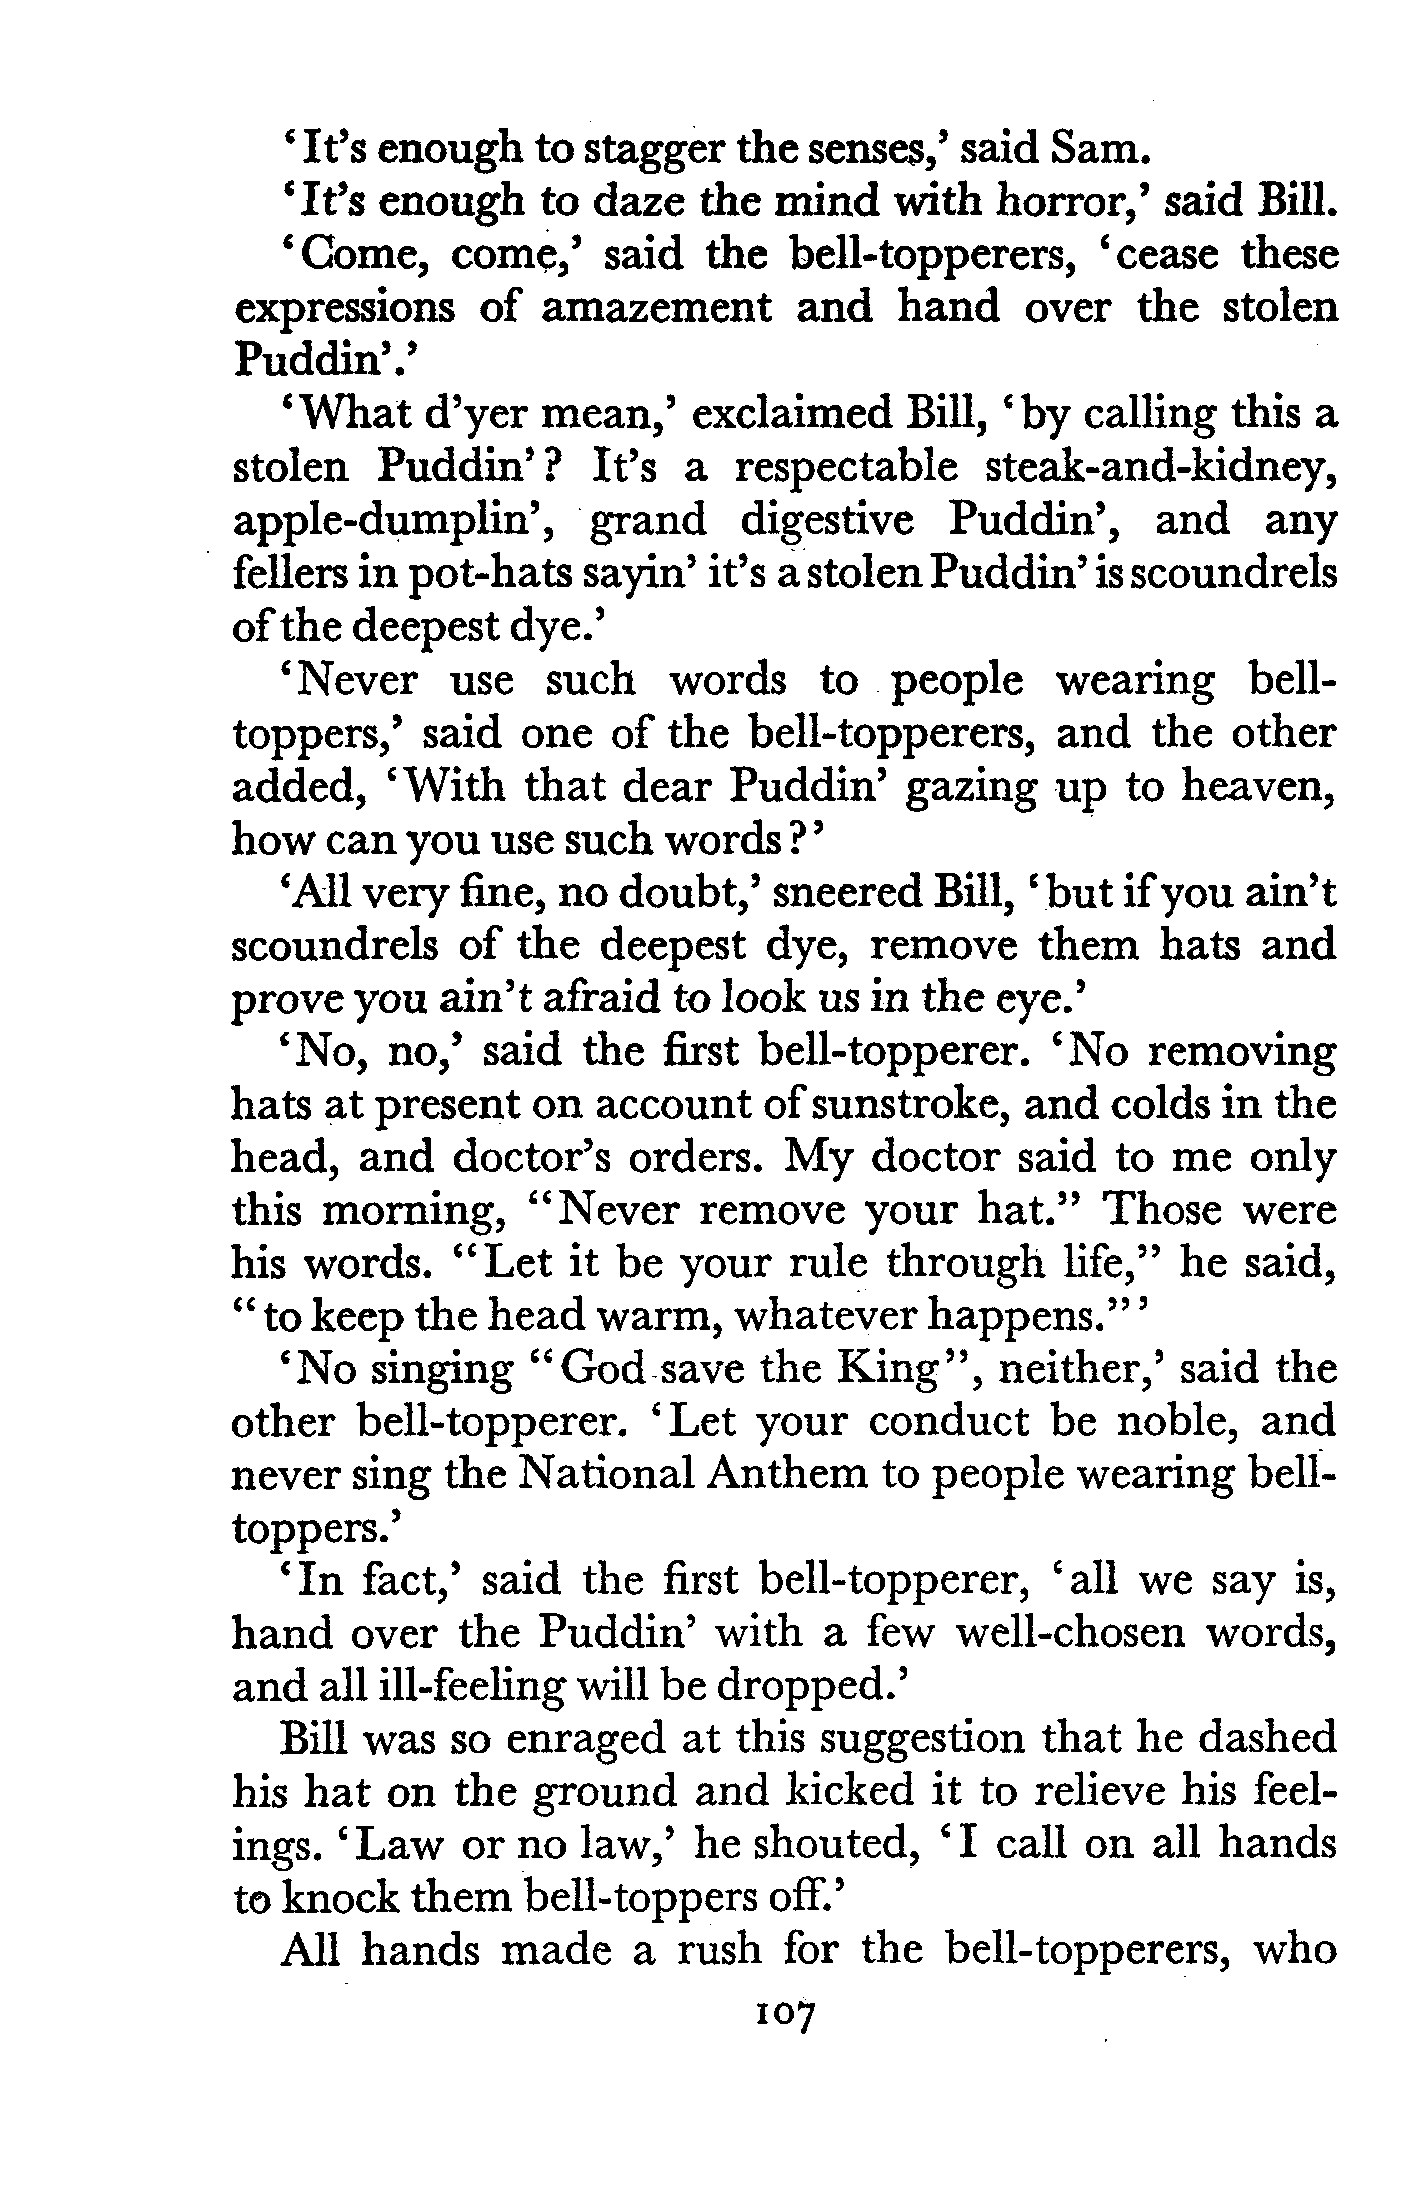 ‘It’s enough to stagger the senses,’ said Sam.
‘It’s enough to daze the mind with horror,’ said Bill.
‘Come, come,’ said the bell-topperers, ‘cease these
expressions of amazement and hand over the stolen
Puddin’.’
‘What d’yer mean,’ exclaimed Bill, ‘by calling this a
stolen Puddin’? It’s a respectable steak-and-kidney,
apple-dumplin’, grand digestive Puddin’, and any
fellers in pot-hats sayin’ it’s a stolen Puddin’ is scoundrels
of the deepest dye.’
‘Never use such words to people wearing bell-
toppers,’ said one of the bell-topperers, and the other
added, ‘With that dear Puddin’ gazing up to heaven,
how can you use such words?’
‘All very fine, no doubt,’ sneered Bill, ‘but if you ain’t
scoundrels of the deepest dye, remove them hats and
prove you ain’t afraid to look us in the eye.’
‘No, no,’ said the first bell-topperer. ‘No removing
hats at present on account of sunstroke, and colds in the
head, and doctor’s orders. My doctor said to me only
this morning, “Never remove your hat.” Those were
his words. “Let it be your rule through life,” he said,
“to keep the head warm, whatever happens.”’
‘No singing “God save the King”, neither,’ said the
other bell-topperer. ‘Let your conduct be noble, and
never sing the National Anthem to people wearing bell-
toppers.’
‘In fact,’ said the first bell-topperer, ‘all we say is,
hand over the Puddin’ with a few well-chosen words,
and all ill-feeling will be dropped.’
Bill was so enraged at this suggestion that he dashed
his hat on the ground and kicked it to relieve his feel-
ings. ‘Law or no law,’ he shouted, ‘I call on all hands
to knock them bell-toppers off.’
All hands made a rush for the bell-topperers, who
107